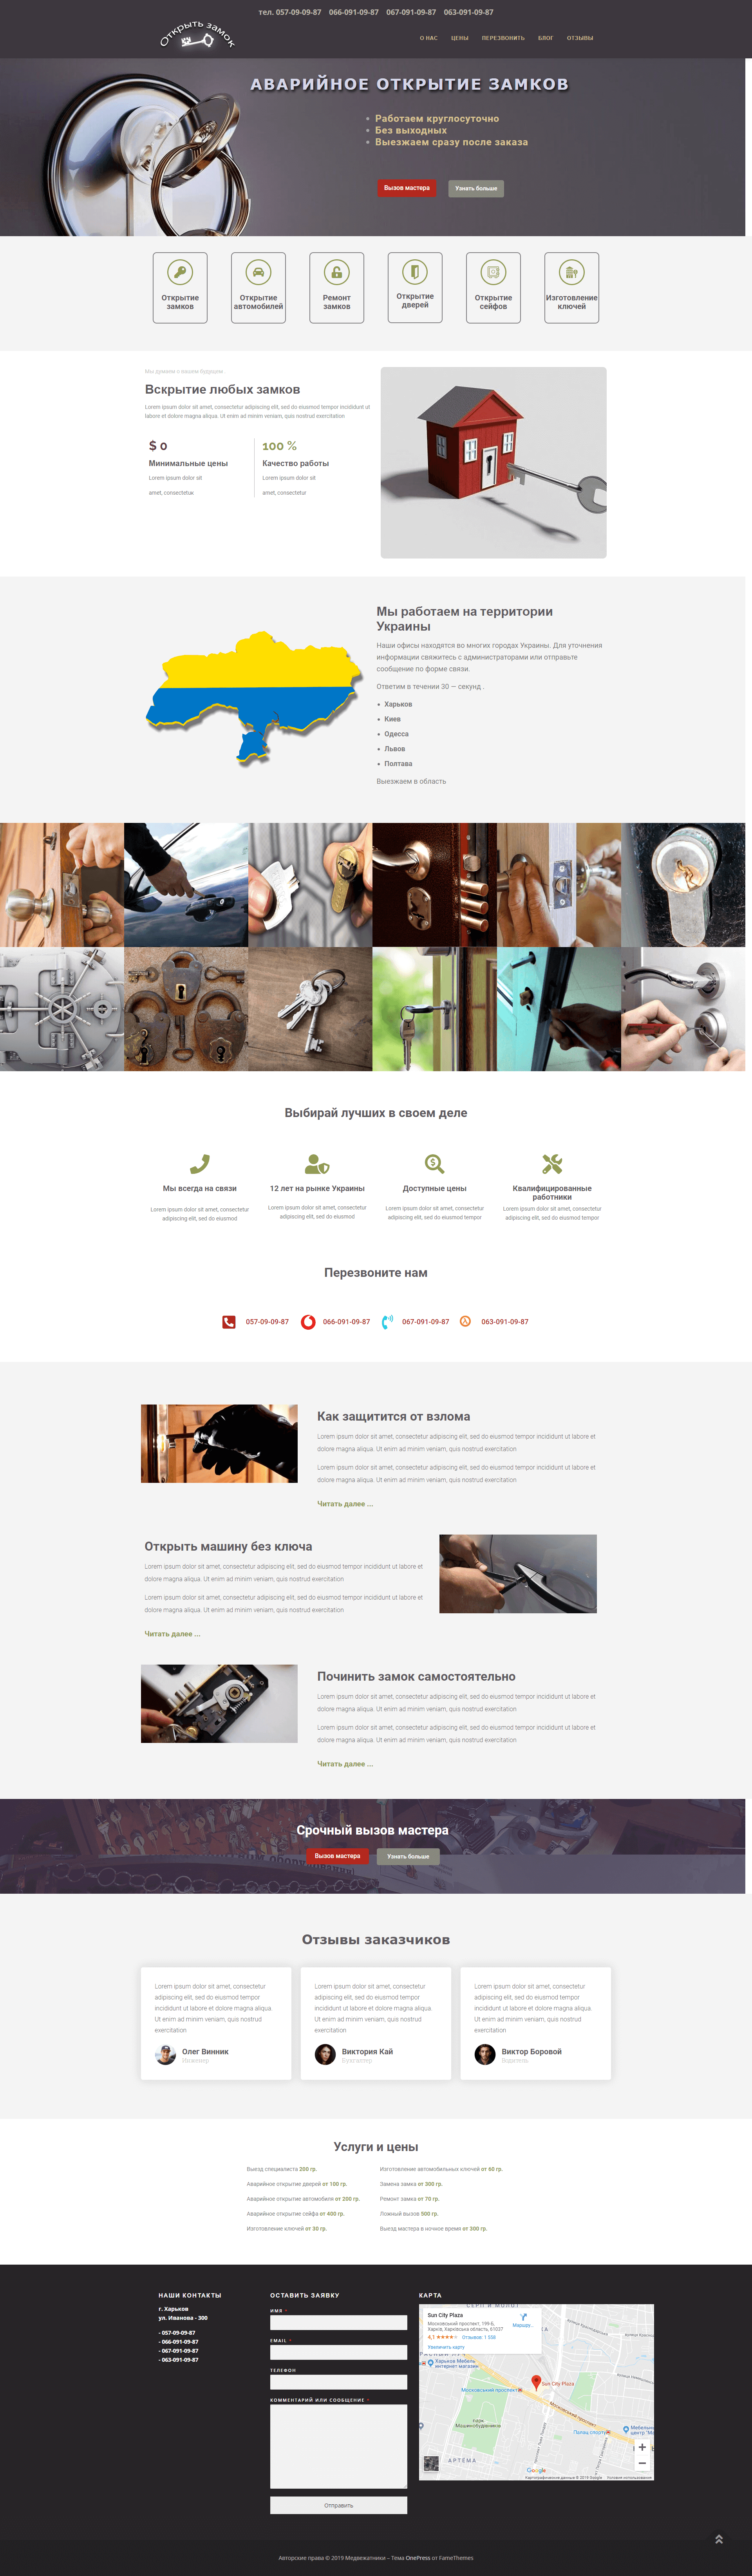 тел. 057-09-09-87 066-091-09-87 067-091-09-87 063-091-09-87
Открыть замок
О НАС ЦЕНЫ ПЕРЕЗВОНИТЬ БЛОГ ОТЗЫВЫ
АВАРИЙНОЕ ОТКРЫТИЕ ЗАМКОВ
Работаем круглосуточно
Без выходных
Выезжаем сразу после заказа
Вызов мастера Узнать больше
Открытие замков
Открытие автомобилей
Ремонт замков
Открытие дверей
Открытие сейфов
Изготовление ключей
Мы думаем о вашем будущем
Вскрытие любых замков
Lorem ipsum dolor sit amet, consectetur adipiscing elit, sed do eiusmod tempor incididunt ut
labore et dolore magna aliqua. Ut enim ad minim veniam, quis nostrud exercitation
$ 0
Минимальные цены
Lorem ipsum dolor sit
amet, consectetuк
100 %
Качество работы
Lorem ipsum dolor sit
amet, consectetur
Мы работаем на территории
Украины
Наши офисы находятся во многих городах Украины. Для уточнения
информации свяжитесь с администраторами или отправьте
сообщение по форме связи.
Ответим в течении 30 — секунд .
Харьков
Киев
Одесса
Львов
Полтава
Выезжаем в область
Выбирай лучших в своем деле
Мы всегда на связи
Lorem ipsum dolor sit amet, consectetur
adipiscing elit, sed do eiusmod
12 лет на рынке Украины
Lorem ipsum dolor sit amet, consectetur
adipiscing elit, sed do eiusmod
Доступные цены
Lorem ipsum dolor sit amet, consectetur
adipiscing elit, sed do eiusmod tempor
Квалифицированные
работники
Lorem ipsum dolor sit amet, consectetur
adipiscing elit, sed do eiusmod tempor
Перезвоните нам
057-09-09-87 066-091-09-87 067-091-09-87 063-091-09-87
Как защитится от взлома
Lorem ipsum dolor sit amet, consectetur adipiscing elit, sed do eiusmod tempor incididunt ut labore et
dolore magna aliqua. Ut enim ad minim veniam, quis nostrud exercitation
Lorem ipsum dolor sit amet, consectetur adipiscing elit, sed do eiusmod tempor incididunt ut labore et
dolore magna aliqua. Ut enim ad minim veniam, quis nostrud exercitation
Читать далее ...
Открыть машину без ключа
Lorem ipsum dolor sit amet, consectetur adipiscing elit, sed do eiusmod tempor incididunt ut labore et
dolore magna aliqua. Ut enim ad minim veniam, quis nostrud exercitation
Lorem ipsum dolor sit amet, consectetur adipiscing elit, sed do eiusmod tempor incididunt ut labore et
dolore magna aliqua. Ut enim ad minim veniam, quis nostrud exercitation
Читать далее ...
Починить замок самостоятельно
Lorem ipsum dolor sit amet, consectetur adipiscing elit, sed do eiusmod tempor incididunt ut labore et
dolore magna aliqua. Ut enim ad minim veniam, quis nostrud exercitation
Lorem ipsum dolor sit amet, consectetur adipiscing elit, sed do eiusmod tempor incididunt ut labore et
dolore magna aliqua. Ut enim ad minim veniam, quis nostrud exercitation
Читать далее ...
Срочный вызов мастера
Вызов мастера Узнать больше
Отзывы заказчиков
Lorem ipsum dolor sit amet, consectetur
adipiscing elit, sed do eiusmod tempor
incididunt ut labore et dolore magna aliqua.
Ut enim ad minim veniam, quis nostrud
exercitation
Олег Винник
Инженер
Lorem ipsum dolor sit amet, consectetur
adipiscing elit, sed do eiusmod tempor
incididunt ut labore et dolore magna aliqua.
Ut enim ad minim veniam, quis nostrud
exercitation
Виктория Кай
Бухгалтер
Lorem ipsum dolor sit amet, consectetur
adipiscing elit, sed do eiusmod tempor
incididunt ut labore et dolore magna aliqua.
Ut enim ad minim veniam, quis nostrud
exercitation
Виктор Боровой
Водитель
Услуги и цены
Выезд специалиста 200 гр.
Аварийное открытие дверей от 100 гр.
Аварийное открытие автомобиля от 200 гр.
Аварийное открытие сейфа от 400 гр.
Изготовление ключей от 30 гр.
Изготовление автомобильных ключей от 60 гр.
Замена замка от 300 гр.
Ремонт замка от 70 гр.
Ложный вызов 500 гр.
Выезд мастера в ночное время от 300 гр.
НАШИ КОНТАКТЫ
г. Харьков
ул. Иванова - 300
- 057-09-09-87
- 066-091-09-87
- 067-091-09-87
- 063-091-09-87
ОСТАВИТЬ ЗАЯВКУ
ИМЯ *
EMAIL *
ТЕЛЕФОН
КОММЕНТАРИЙ ИЛИ СООБЩЕНИЕ *
Отправить
КАРТА
Sun City Plaza
Московский проспект, 199-Б,
Харків, Харківська область, 61037
4,1 Отзывов: 1 536
Увеличить карту
Маршру...
Харьков Мебель
интернет магазин
Московський проспект
Sun City Plaza
Парк
Машинобудівників
Палац спорту
АРТЕМА
Google
Картографические данные © 2019 Google Условия использования
Авторские права © 2019 Медвежатники – Тема OnePress от FameThemes